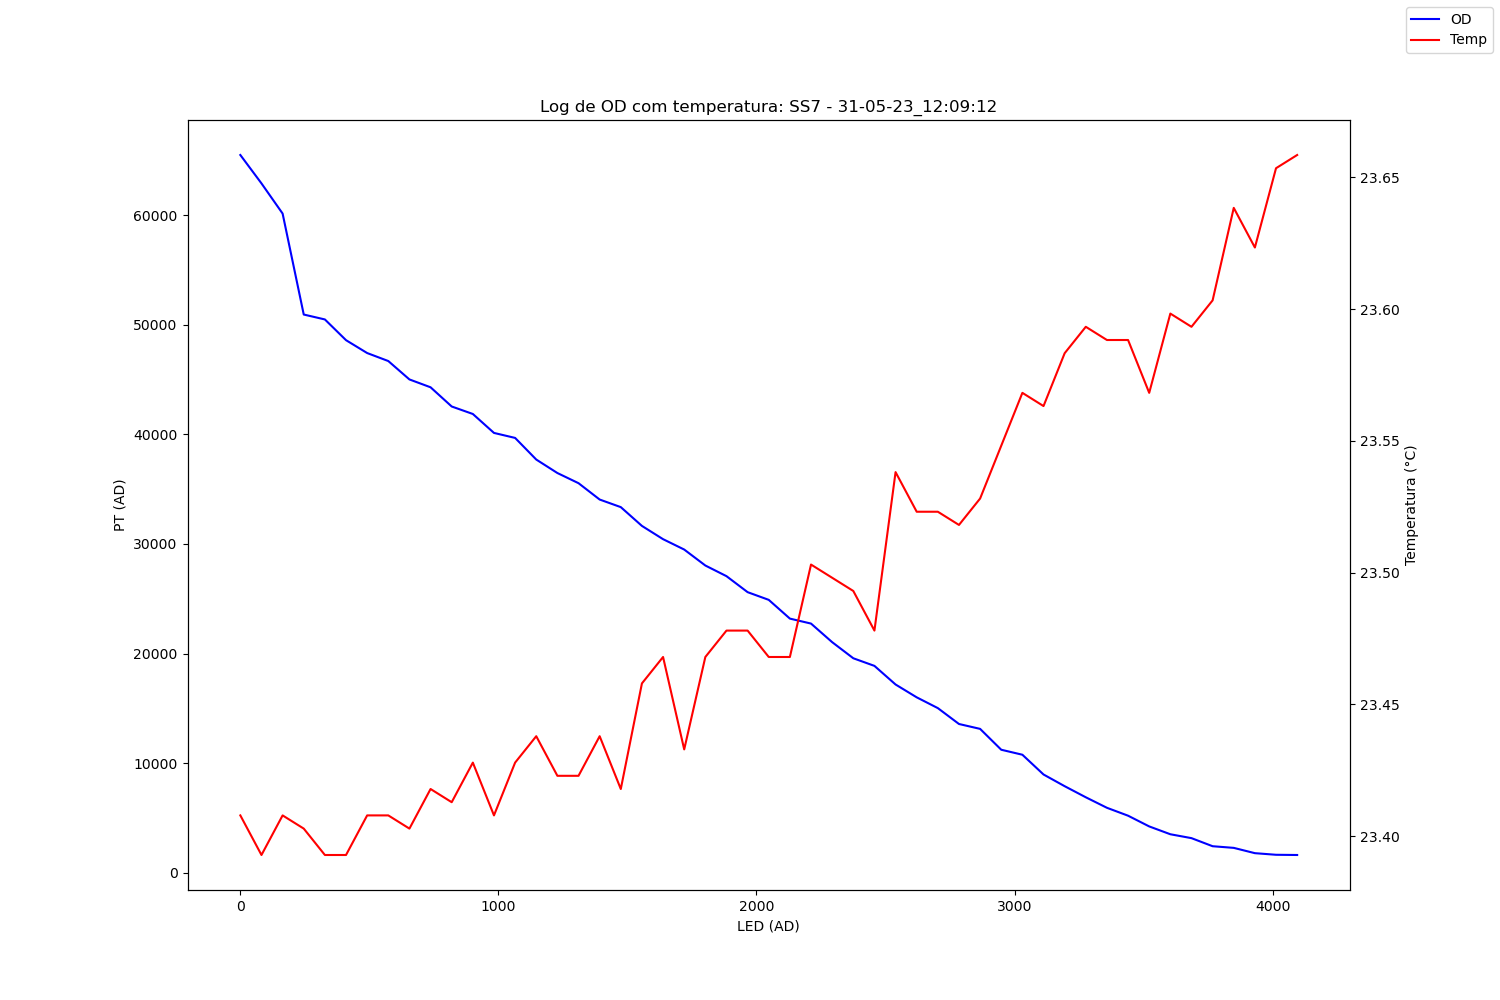 OD
Temp
Log de OD com temperatura: SS7 - 31-05-23_12:09:12
60000
50000
40000
30000
20000
10000
0
PT (AD)
23.65
23.60
23.55
23.50
23.45
23.40
Temperatura (°C)
0 1000 2000 3000 4000
LED (AD)